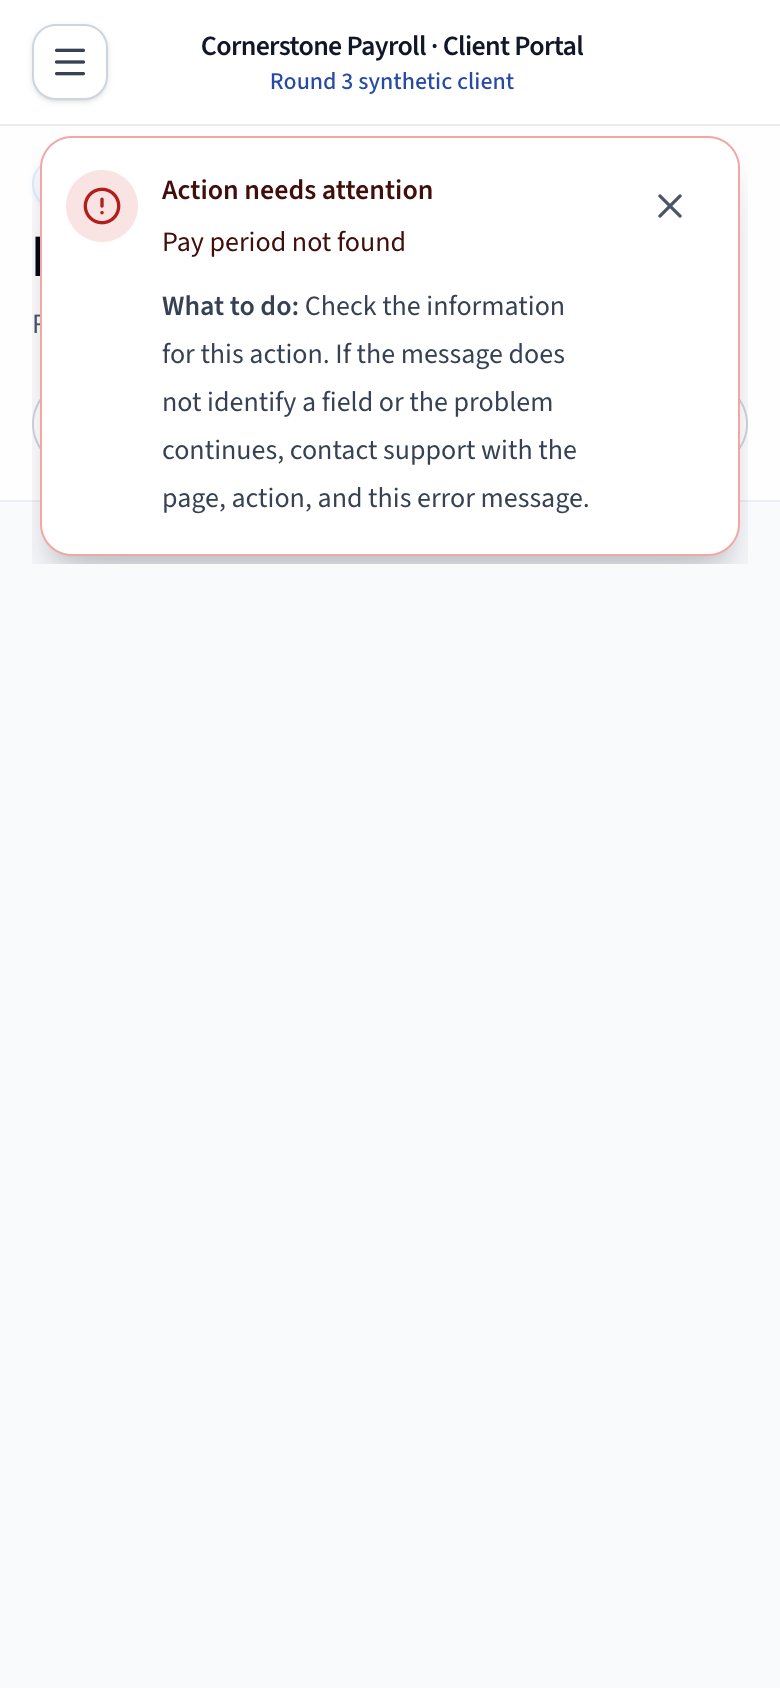 Cornerstone Payroll · Client Portal
Round 3 synthetic client
Action needs attention
Pay period not found
What to do: Check the information
for this action. If the message does
not identify a field or the problem
continues, contact support with the
page, action, and this error message.